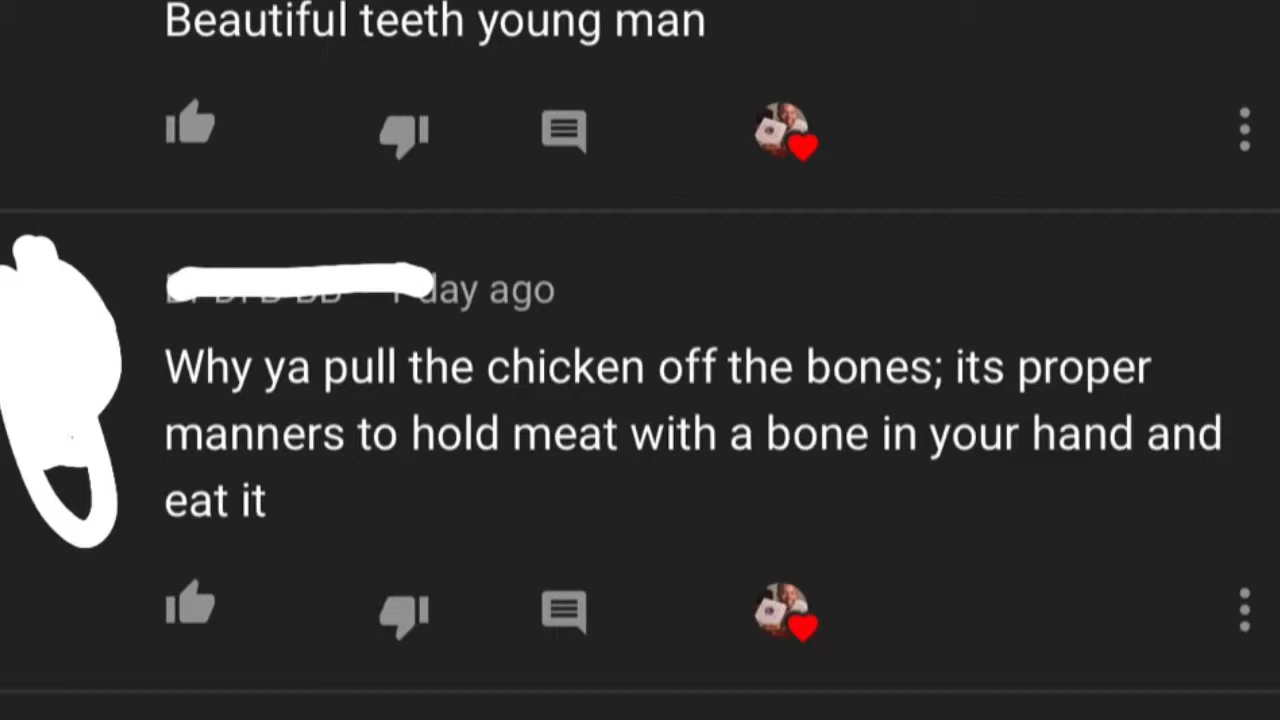 Beautiful teeth young man
day ago
Why ya pull the chicken off the bones; its proper
manners to hold meat with a bone in your hand and
eat it